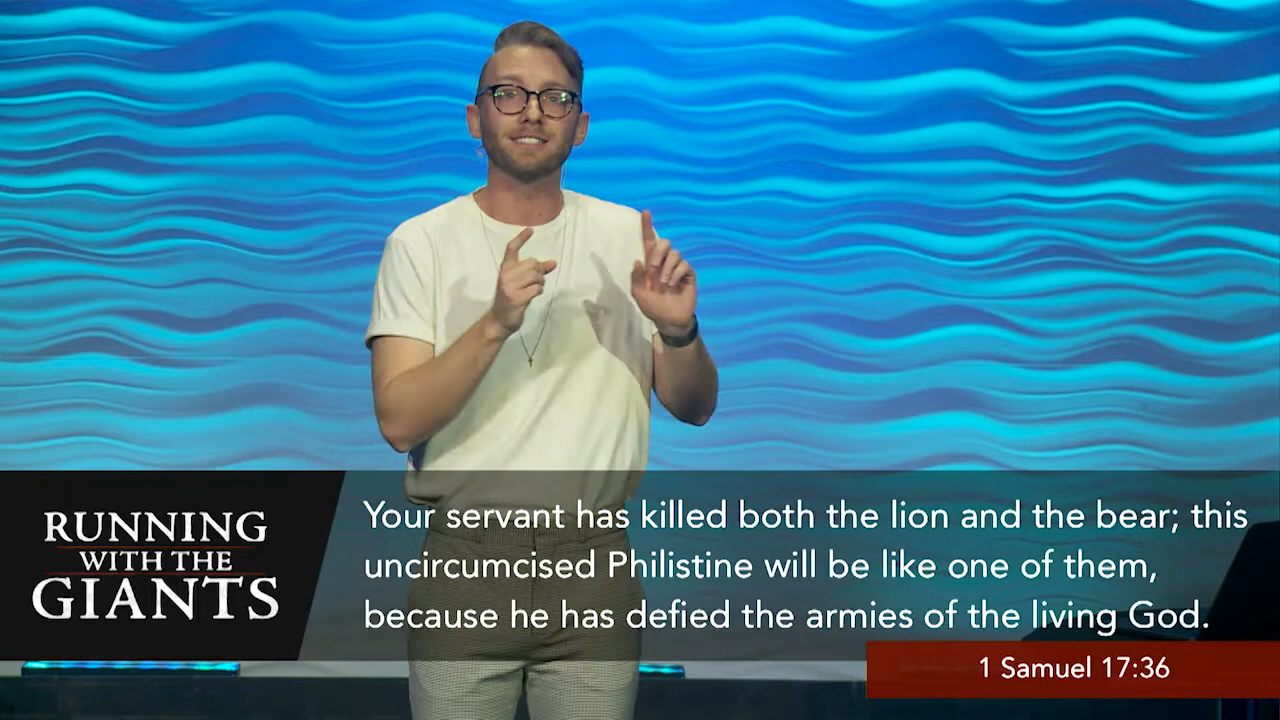 RUNNING
WITH THE
GIANTS
Your servant has killed both the lion and the bear; this
uncircumcised Philistine will be like one of them,
because he has defied the armies of the living God.
1 Samuel 17:36